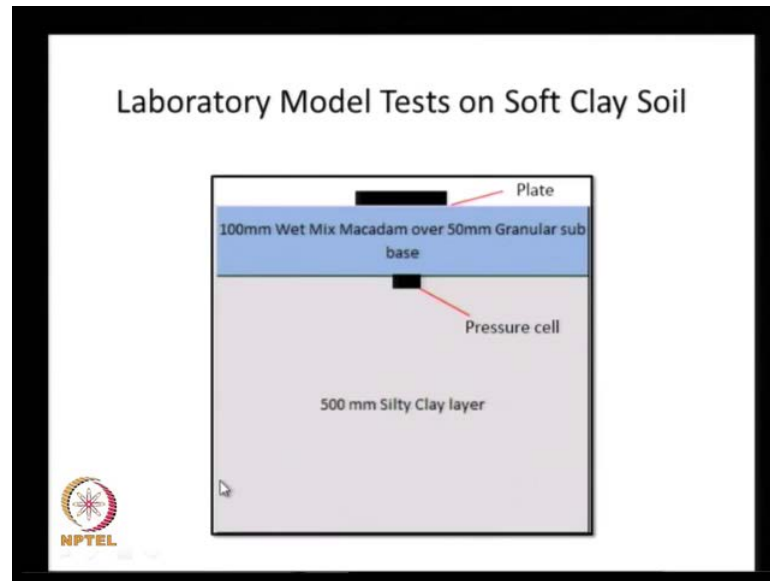 Laboratory Model Tests on Soft Clay Soil
Plate
100mm Wet Mix Macadam over 50mm Granular sub
base
Pressure cell
500 mm Silty Clay layer
NPTEL